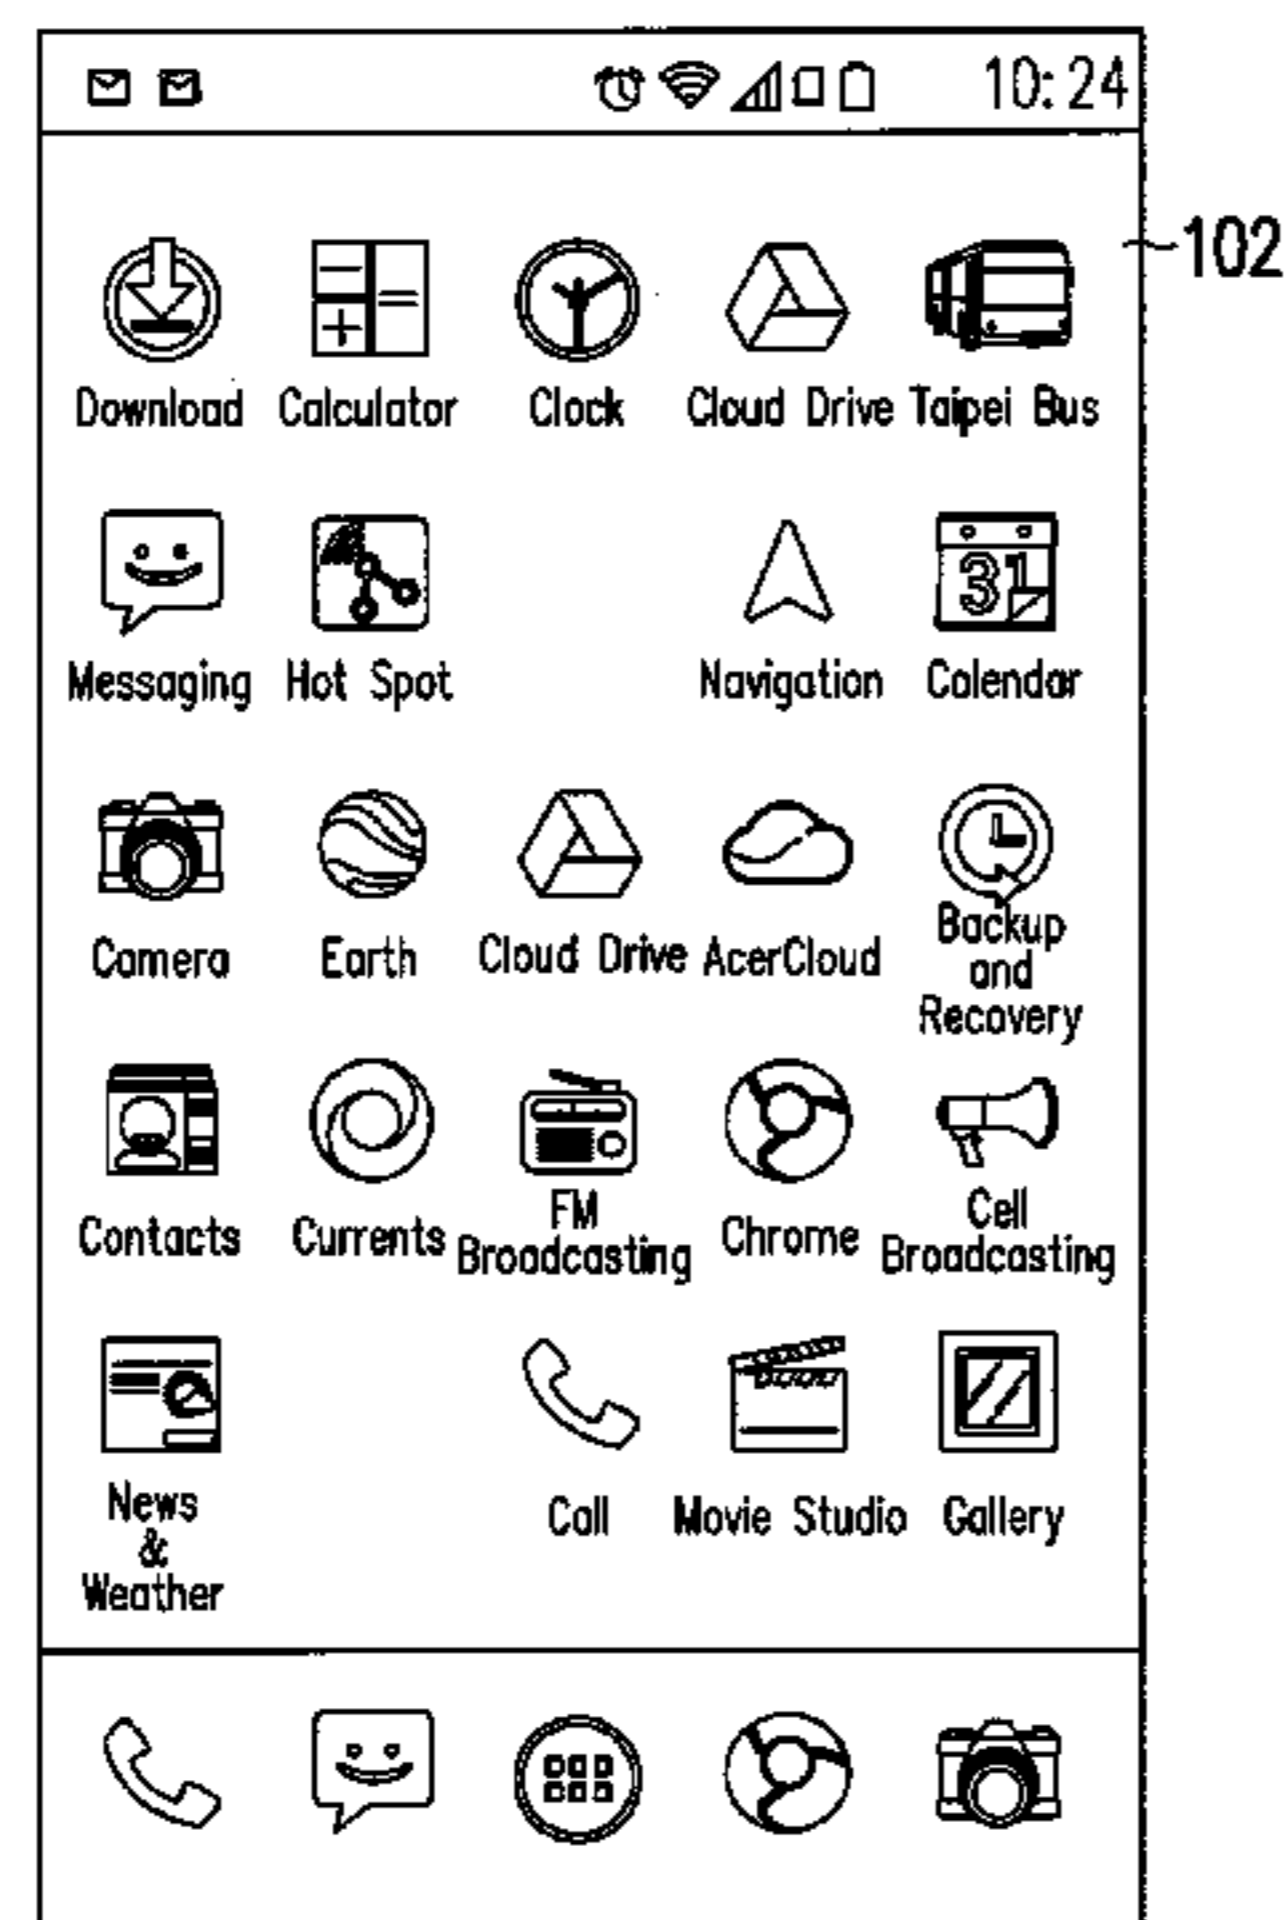 10:24
102
Download Calculator Clock Cloud Drive Taipei Bus
31
Messaging Hot Spot Navigation Calendar
Camera Earth Cloud Drive AcerCloud Backup
and
Recovery
Contacts Currents FM
Broadcasting Chrome Cell
Broadcasting
News
&
Weather
Call Movie Studio Gallery